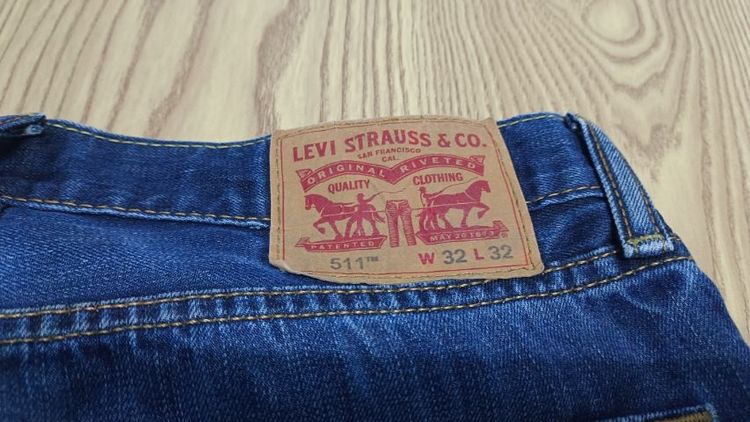 LEVI STRAUSS & CO.
SAN FRANCISCO
CAL.
ORIGINAL RIVETED
QUALITY CLOTHING
PATENTED MAY 20 1873
511™ W 32 L 32